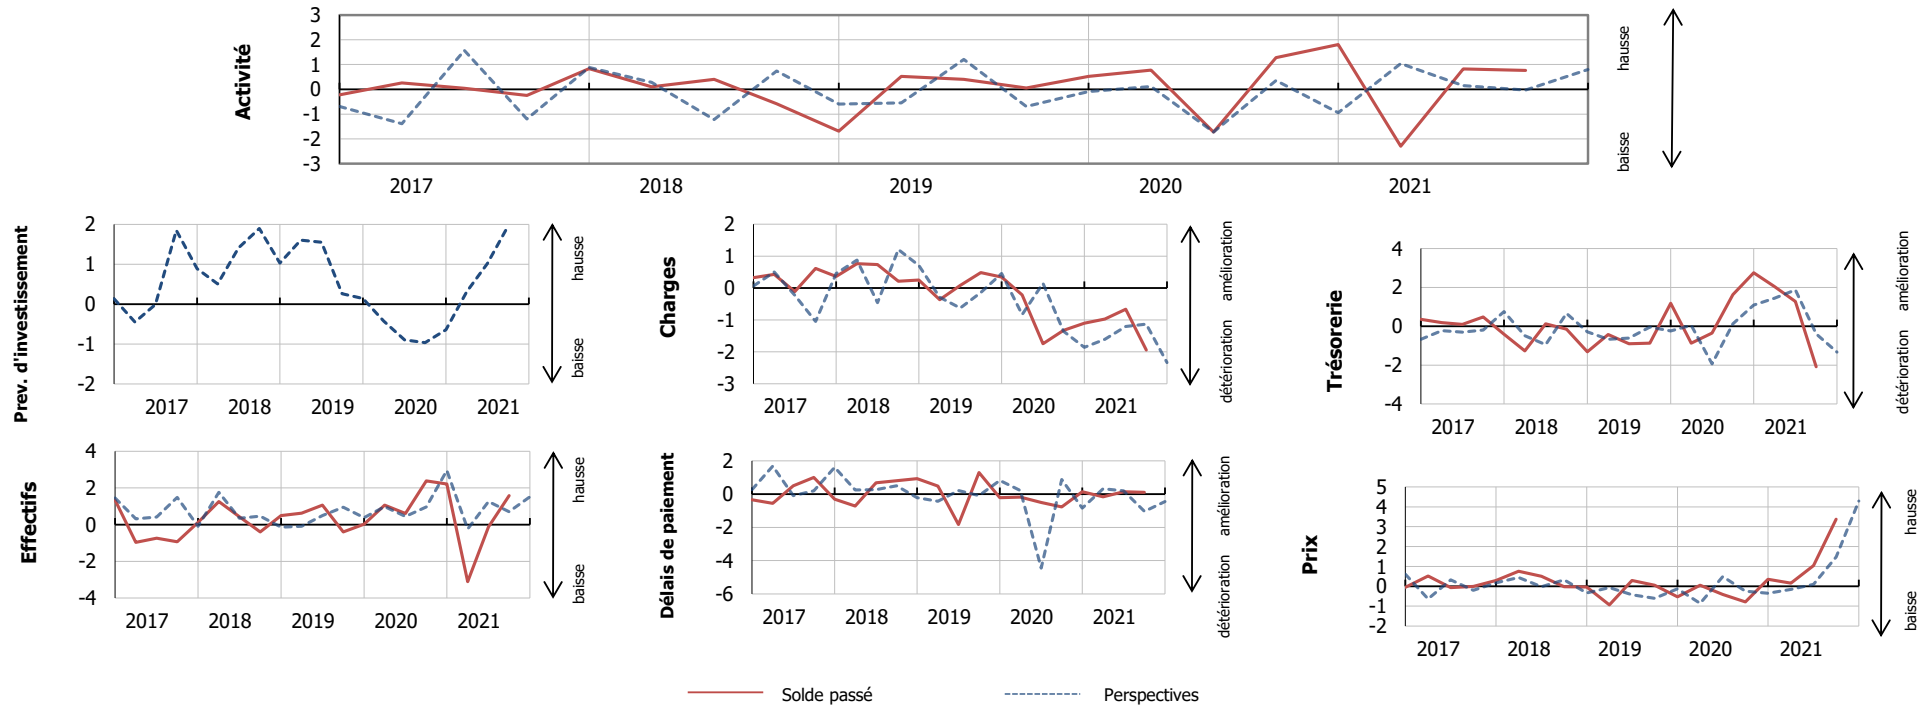 Activité
3
2
1
0
-1
-2
-3
2017 2018 2019 2020 2021
hausse
baisse
Prev. d'investissement
2
1
0
-1
-2
2017 2018 2019 2020 2021
hausse
baisse
Charges
2
1
0
-1
-2
-3
2017 2018 2019 2020 2021
amélioration
détérioration
Trésorerie
4
2
0
-2
-4
2017 2018 2019 2020 2021
amélioration
détérioration
Effectifs
4
2
0
-2
-4
2017 2018 2019 2020 2021
hausse
baisse
Délais de paiement
2
0
-2
-4
-6
2017 2018 2019 2020 2021
amélioration
détérioration
Prix
5
4
3
2
1
0
-1
-2
2017 2018 2019 2020 2021
hausse
baisse
Solde passé Perspectives